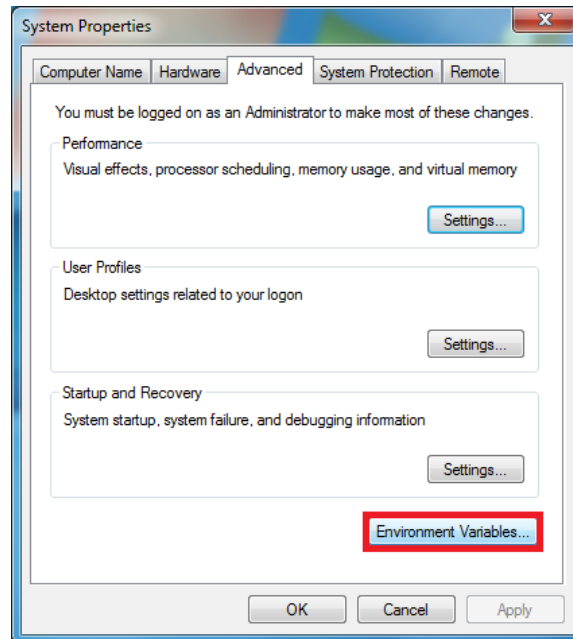 System Properties
Computer Name Hardware Advanced System Protection Remote
You must be logged on as an Administrator to make most of these changes.
Performance
Visual effects, processor scheduling, memory usage, and virtual memory
Settings...
User Profiles
Desktop settings related to your logon
Settings...
Startup and Recovery
System startup, system failure, and debugging information
Settings...
Environment Variables...
OK Cancel Apply